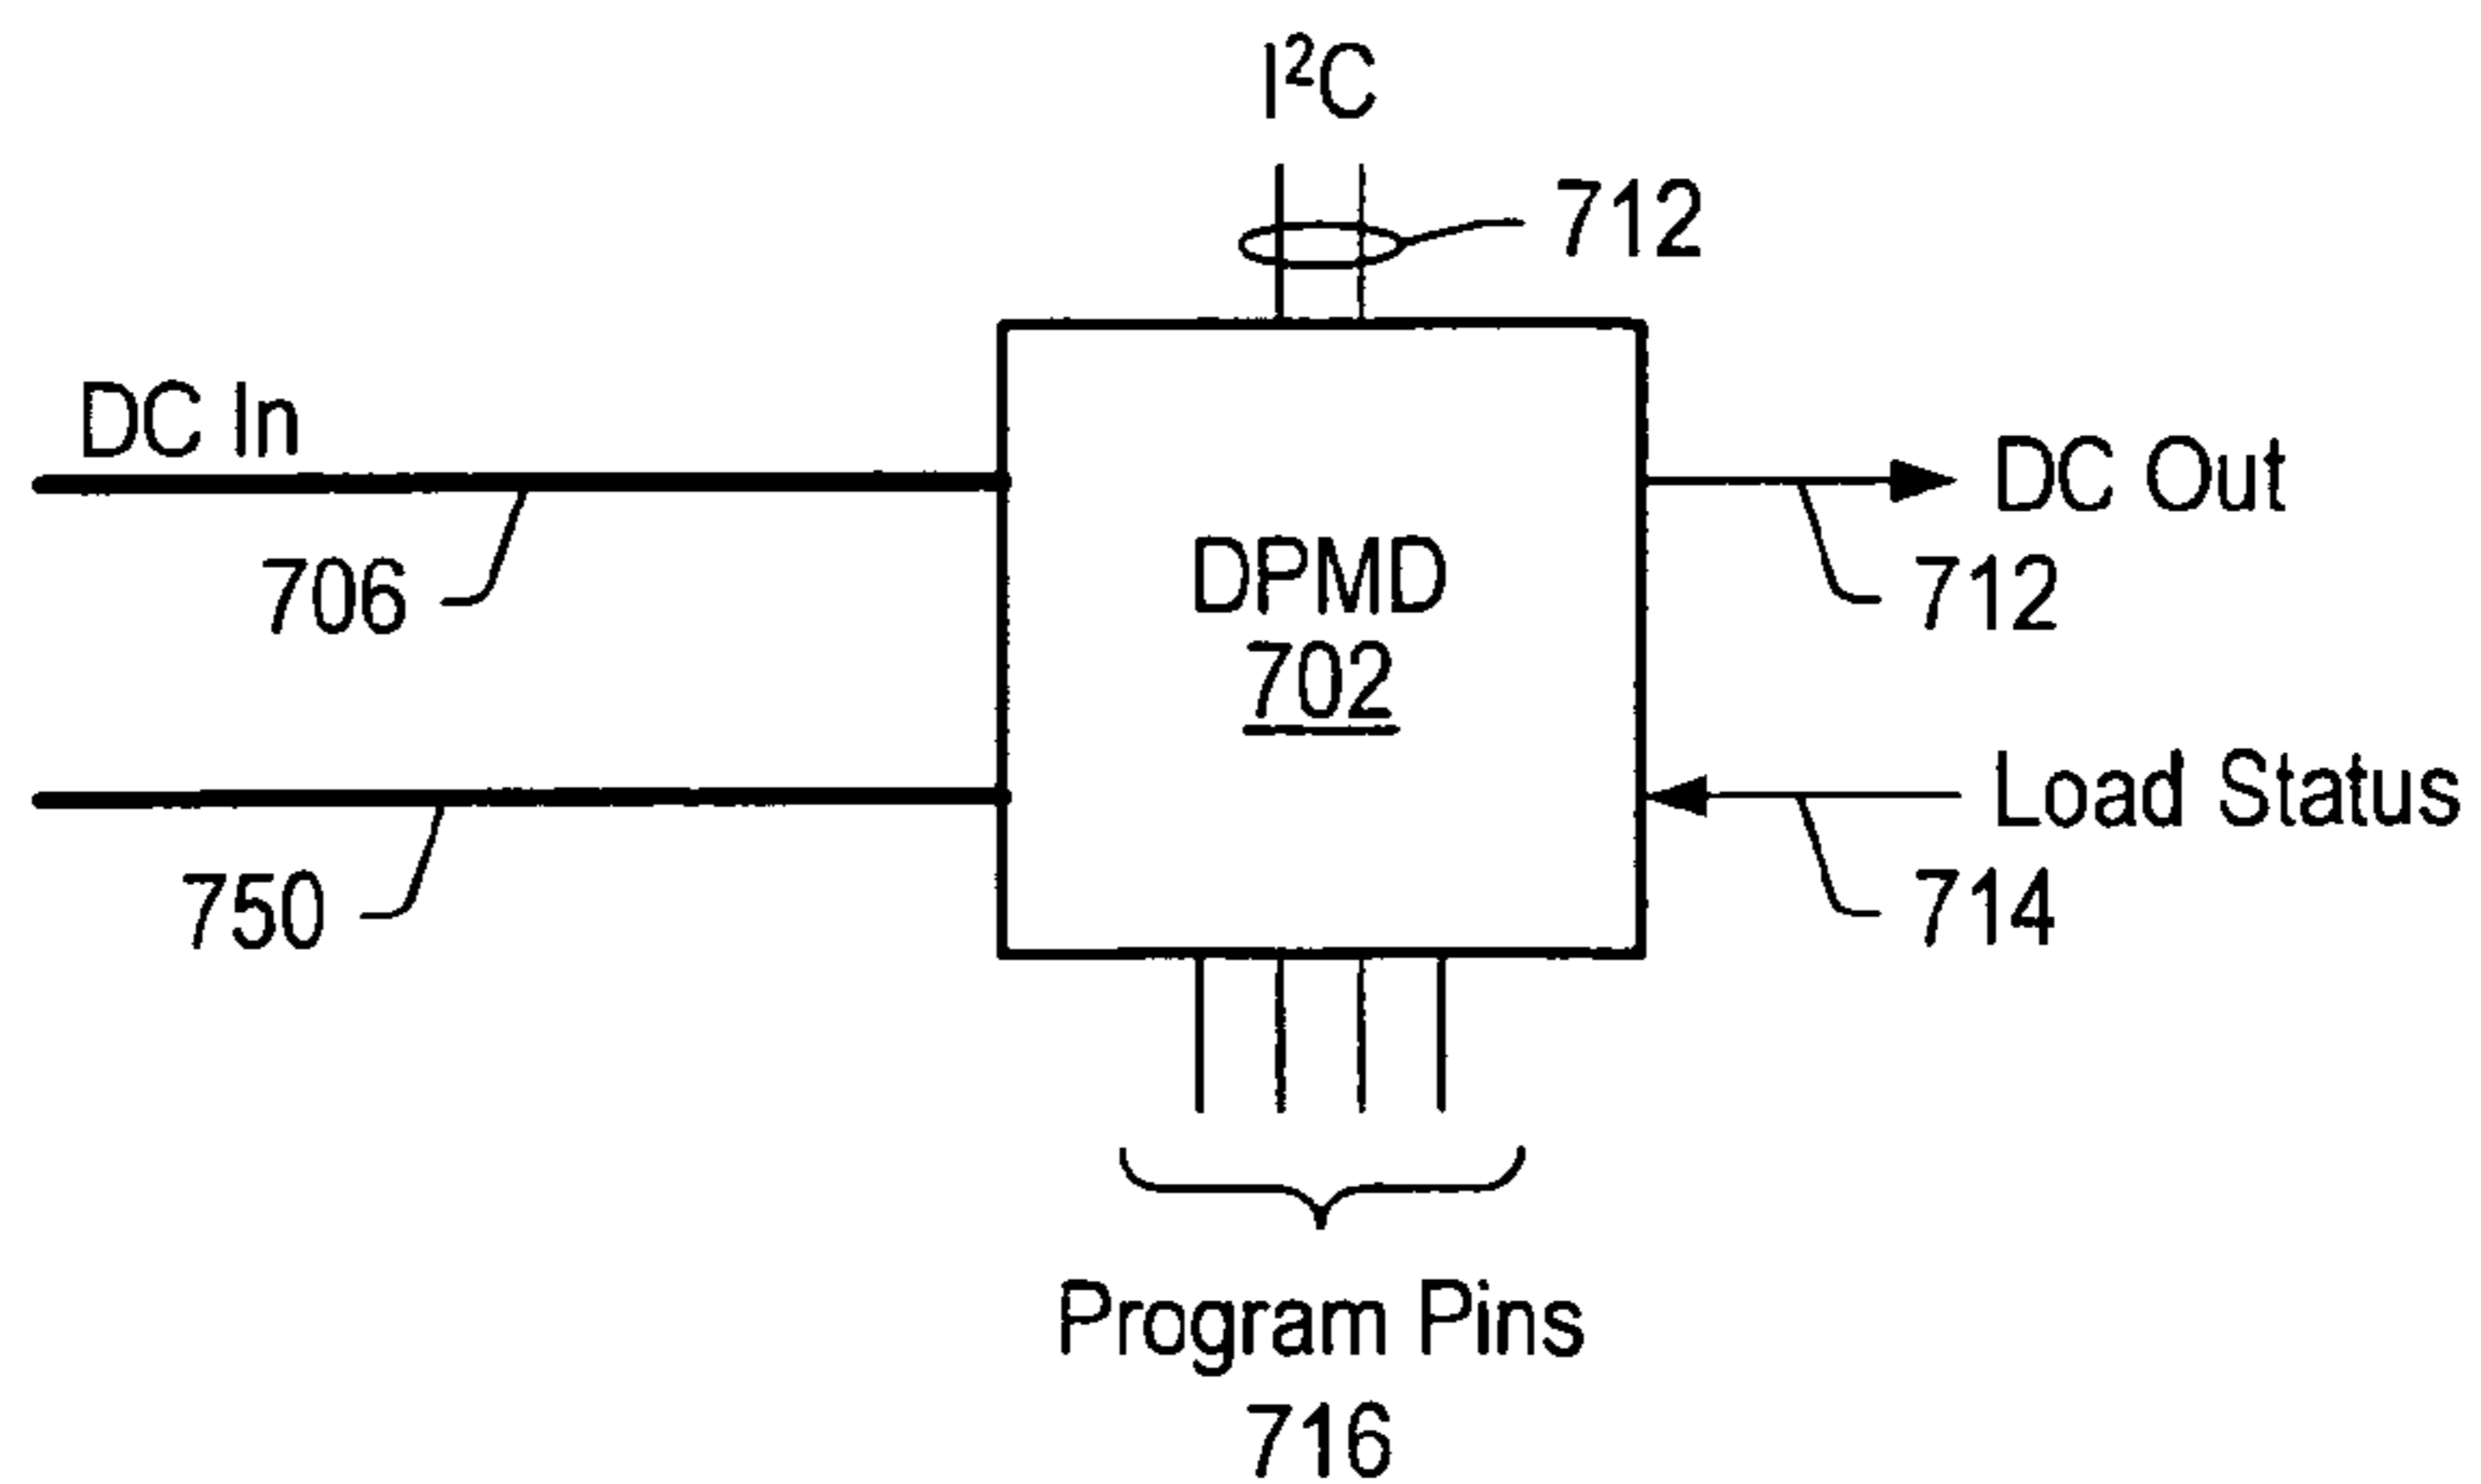 I²C
712
DC In
706
DPMD
702
DC Out
712
750
Load Status
714
Program Pins
716